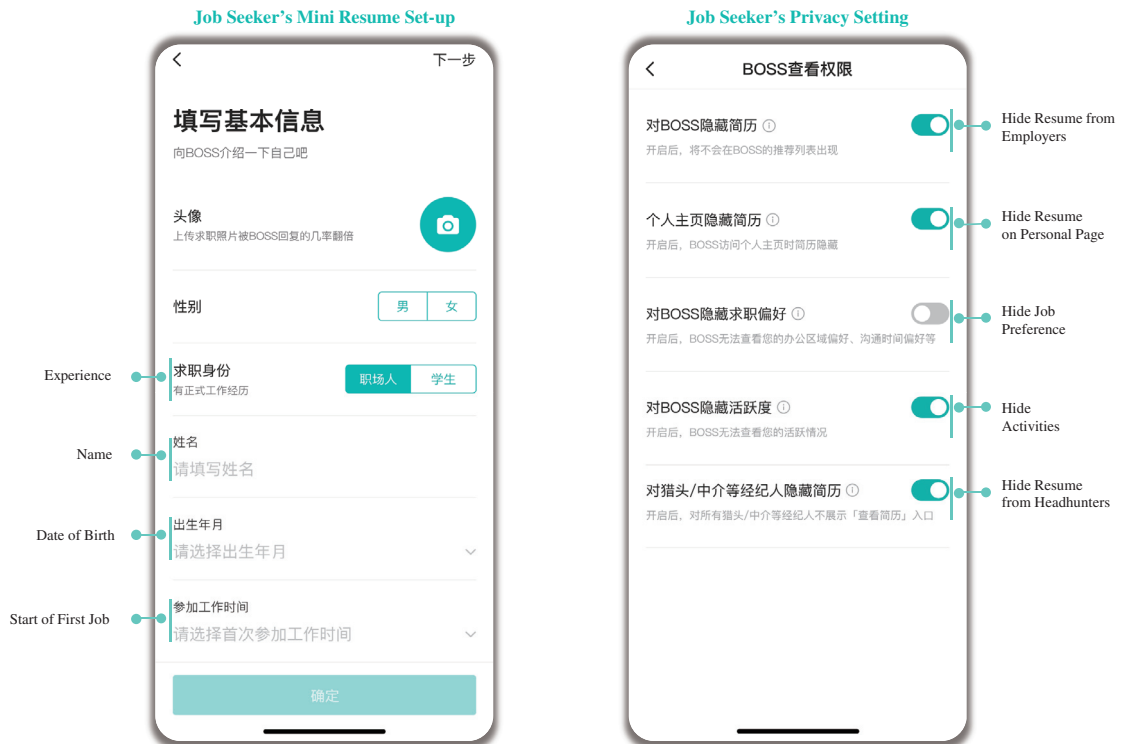 Job Seeker's Mini Resume Set-up
下一步
填写基本信息
向BOSS介绍一下自己吧
头像
上传求职照片被BOSS回复的几率翻倍
性别
男
女
Experience
求职身份
有正式工作经历
职场人
学生
Name
姓名
请填写姓名
Date of Birth
出生年月
请选择出生年月
Start of First Job
参加工作时间
请选择首次参加工作时间
确定
Job Seeker's Privacy Setting
BOSS查看权限
对BOSS隐藏简历
开启后，将不会在BOSS的推荐列表出现
Hide Resume from
Employers
个人主页隐藏简历
开启后，BOSS访问个人主页时简历隐藏
Hide Resume
on Personal Page
对BOSS隐藏求职偏好
开启后，BOSS无法查看您的办公区域偏好、沟通时间偏好等
Hide Job
Preference
对BOSS隐藏活跃度
开启后，BOSS无法查看您的活跃情况
Hide
Activities
对猎头/中介等经纪人隐藏简历
开启后，对所有猎头/中介等经纪人不展示「查看简历」入口
Hide Resume
from Headhunters